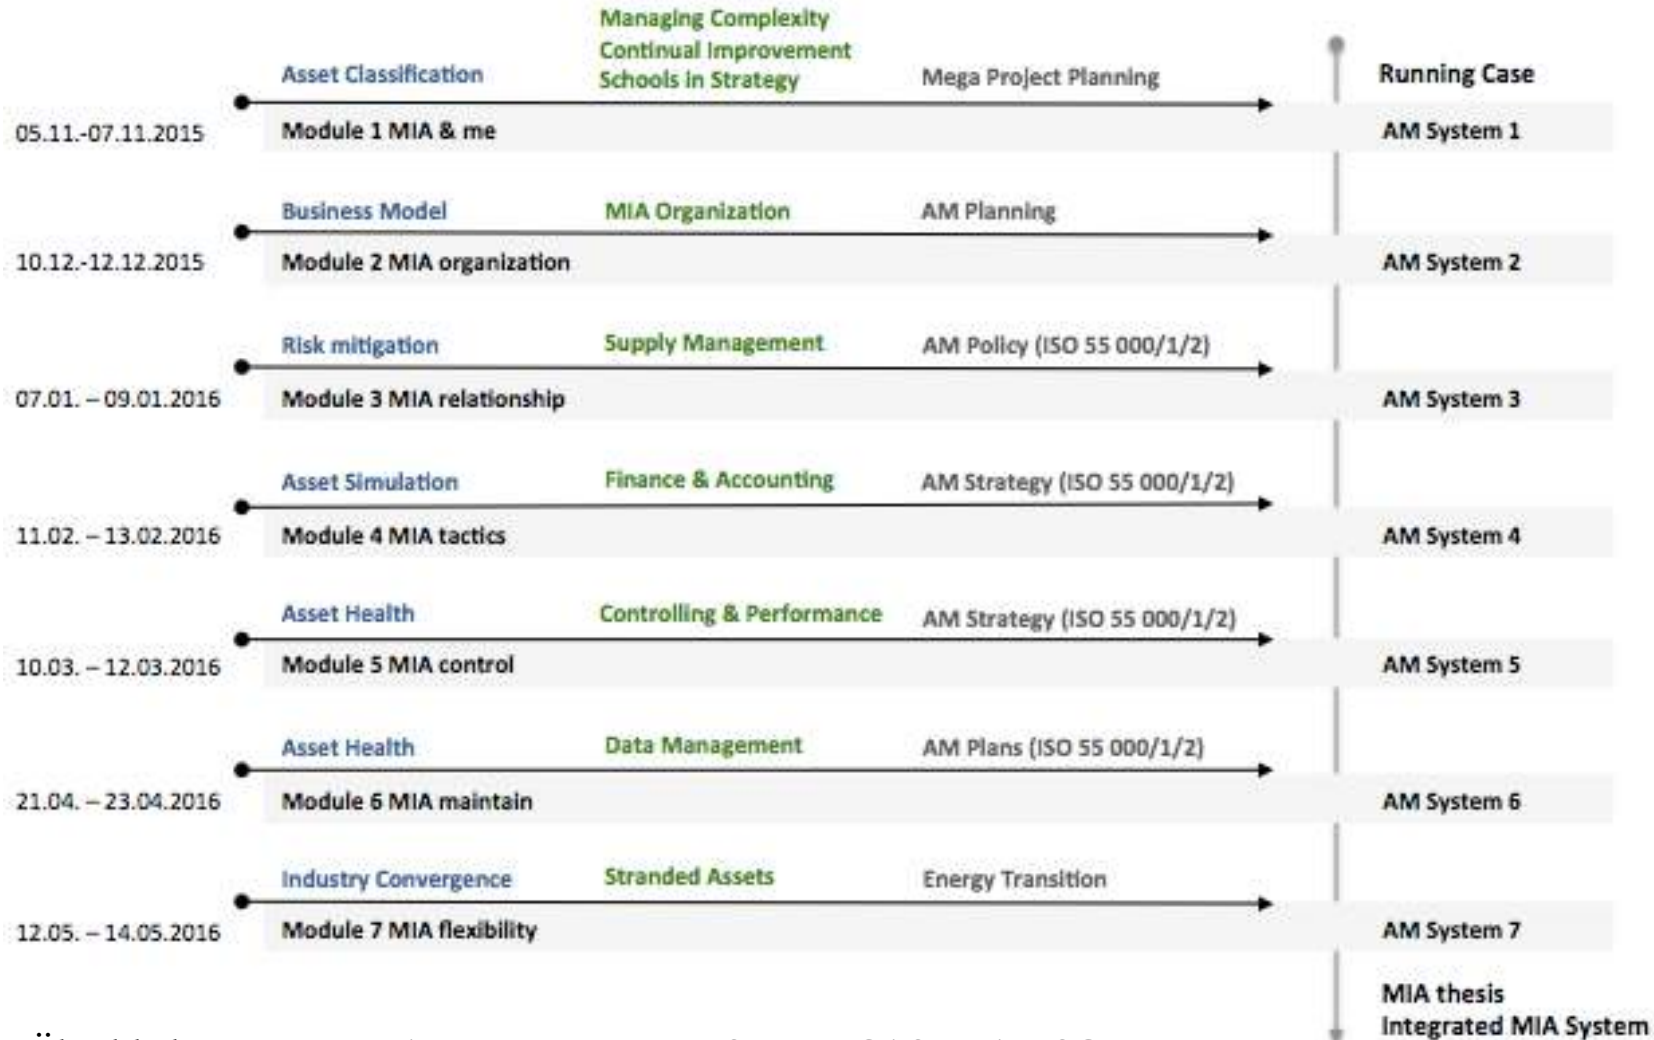 Managing Complexity
Continual Improvement
Asset Classification Schools in Strategy Mega Project Planning Running Case
05.11.-07.11.2015 Module 1 MIA & me AM System 1
Business Model MIA Organization AM Planning
10.12.-12.12.2015 Module 2 MIA organization AM System 2
Risk mitigation Supply Management AM Policy (ISO 55 000/1/2)
07.01. – 09.01.2016 Module 3 MIA relationship AM System 3
Asset Simulation Finance & Accounting AM Strategy (ISO 55 000/1/2)
11.02. – 13.02.2016 Module 4 MIA tactics AM System 4
Asset Health Controlling & Performance AM Strategy (ISO 55 000/1/2)
10.03. – 12.03.2016 Module 5 MIA control AM System 5
Asset Health Data Management AM Plans (ISO 55 000/1/2)
21.04. – 23.04.2016 Module 6 MIA maintain AM System 6
Industry Convergence Stranded Assets Energy Transition
12.05. – 14.05.2016 Module 7 MIA flexibility AM System 7
MIA thesis
Integrated MIA System